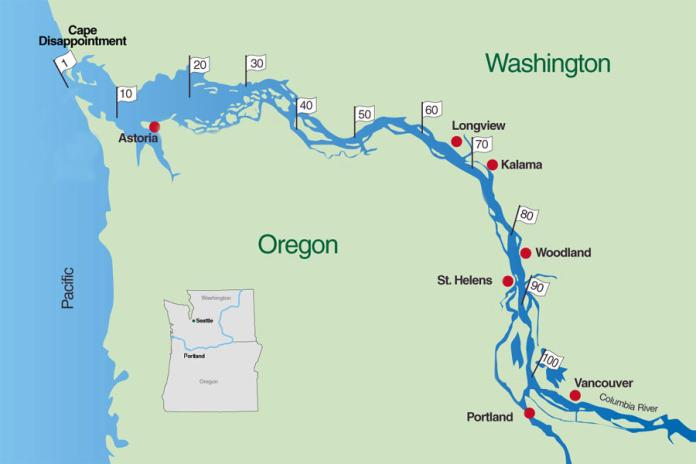 Cape
Disappointment
1
10
20
30
40
50
60
70
80
90
100
Washington
Longview
Kalama
Astoria
Oregon
Woodland
St. Helens
Pacific
Washington
Seattle
Portland
Oregon
Vancouver
Columbia River
Portland